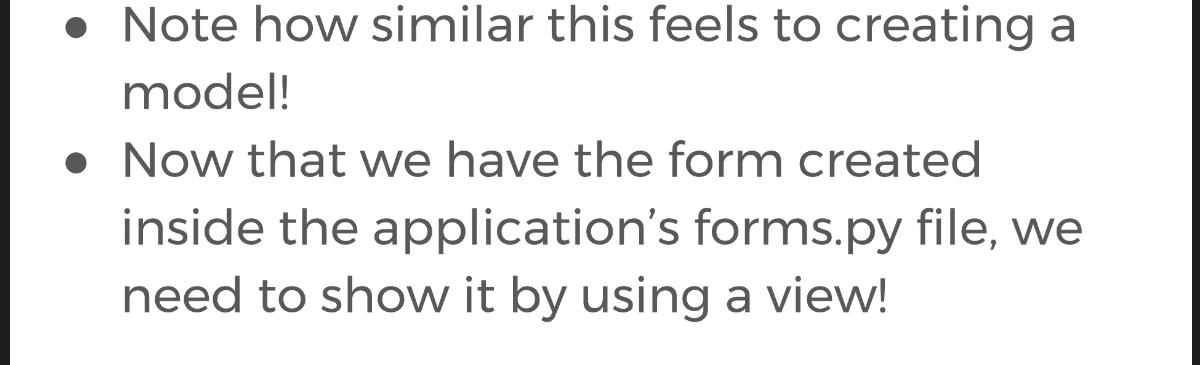 ● Note how similar this feels to creating a
model!
● Now that we have the form created
inside the application’s forms.py file, we
need to show it by using a view!